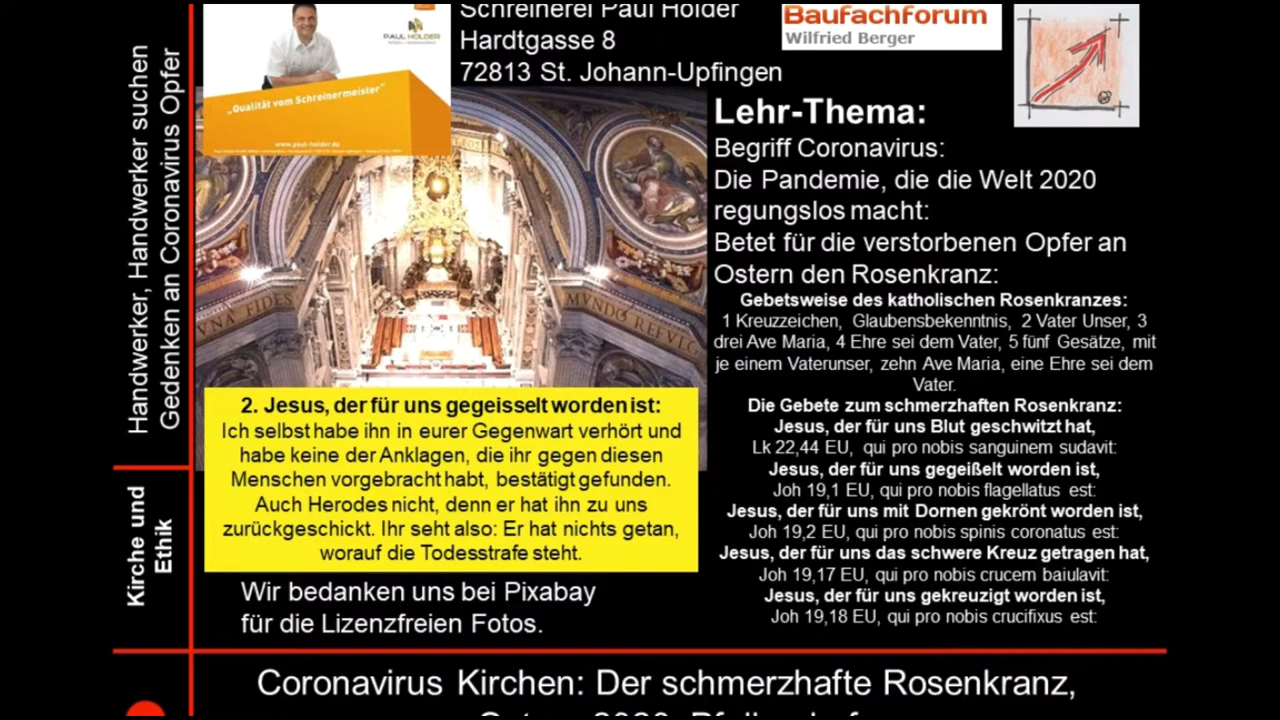 Handwerker, Handwerker suchen
Gedenken an Coronavirus Opfer
Kirche und
Ethik
PAUL HOLDER
„Qualität vom Schreinermeister“
www.paul-holder.de
Schreinerei Paul Holder
Hardtgasse 8
72813 St. Johann-Upfingen
Baufachforum
Wilfried Berger
Lehr-Thema:
Begriff Coronavirus:
Die Pandemie, die die Welt 2020
regungslos macht:
Betet für die verstorbenen Opfer an
Ostern den Rosenkranz:
Gebetsweise des katholischen Rosenkranzes:
1 Kreuzzeichen, Glaubensbekenntnis, 2 Vater Unser, 3
drei Ave Maria, 4 Ehre sei dem Vater, 5 fünf Gesätze, mit
je einem Vaterunser, zehn Ave Maria, eine Ehre sei dem
Vater.
Die Gebete zum schmerzhaften Rosenkranz:
Jesus, der für uns Blut geschwitzt hat,
Lk 22,44 EU, qui pro nobis sanguinem sudavit:
Jesus, der für uns gegeißelt worden ist,
Joh 19,1 EU, qui pro nobis flagellatus est:
Jesus, der für uns mit Dornen gekrönt worden ist,
Joh 19,2 EU, qui pro nobis spinis coronatus est:
Jesus, der für uns das schwere Kreuz getragen hat,
Joh 19,17 EU, qui pro nobis crucem baiulavit:
Jesus, der für uns gekreuzigt worden ist,
Joh 19,18 EU, qui pro nobis crucifixus est:
VNA FIDES
MVNDO REFVLG
2. Jesus, der für uns gegeisselt worden ist:
Ich selbst habe ihn in eurer Gegenwart verhört und
habe keine der Anklagen, die ihr gegen diesen
Menschen vorgebracht habt, bestätigt gefunden.
Auch Herodes nicht, denn er hat ihn zu uns
zurückgeschickt. Ihr seht also: Er hat nichts getan,
worauf die Todesstrafe steht.
Wir bedanken uns bei Pixabay
für die Lizenzfreien Fotos.
Coronavirus Kirchen: Der schmerzhafte Rosenkranz,